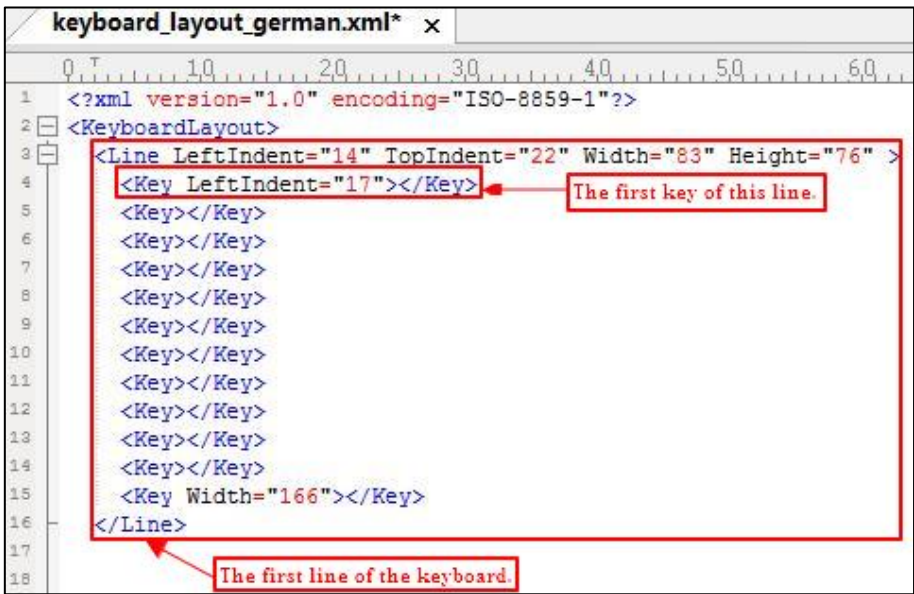 keyboard_layout_german.xml* x
0 10 20 30 40 50 60
1 <?xml version="1.0" encoding="ISO-8859-1"?>
2 <KeyboardLayout>
3 <Line LeftIndent="14" TopIndent="22" Width="83" Height="76" >
4 <Key LeftIndent="17"></Key> The first key of this line.
5 <Key></Key>
6 <Key></Key>
7 <Key></Key>
8 <Key></Key>
9 <Key></Key>
10 <Key></Key>
11 <Key></Key>
12 <Key></Key>
13 <Key></Key>
14 <Key></Key>
15 <Key Width="166"></Key>
16 </Line>
17
18 The first line of the keyboard.